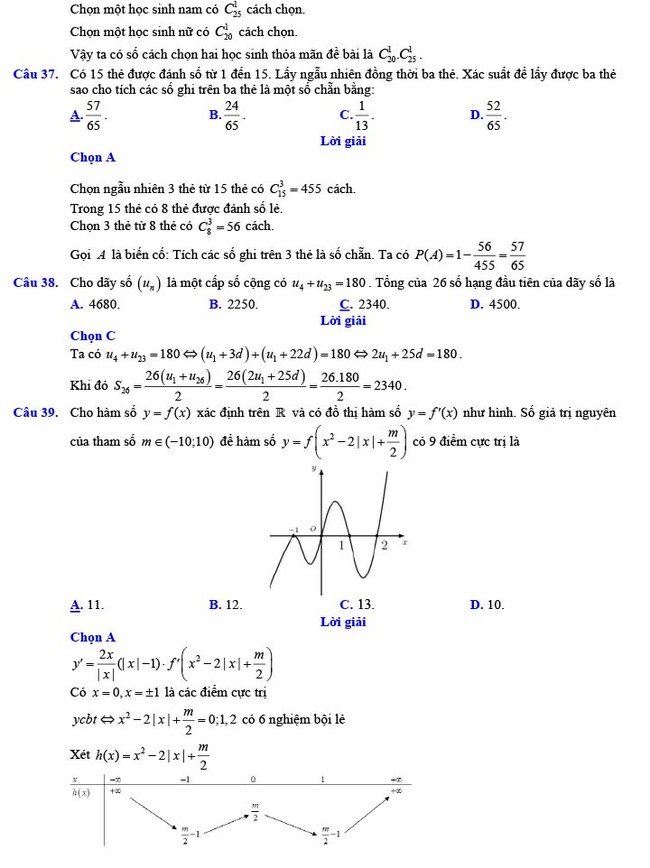 Chọn một học sinh nam có C¹₂₅ cách chọn.
Chọn một học sinh nữ có C¹₂₀ cách chọn.
Vậy ta có số cách chọn hai học sinh thỏa mãn đề bài là C¹₂₀.C¹₂₅.
Câu 37. Có 15 thẻ được đánh số từ 1 đến 15. Lấy ngẫu nhiên đồng thời ba thẻ. Xác suất để lấy được ba thẻ
sao cho tích các số ghi trên ba thẻ là một số chẵn bằng:
A. 57/65. B. 24/65. C. 1/13. D. 52/65.
Lời giải
Chọn A
Chọn ngẫu nhiên 3 thẻ từ 15 thẻ có C³₁₅ = 455 cách.
Trong 15 thẻ có 8 thẻ được đánh số lẻ.
Chọn 3 thẻ từ 8 thẻ có C³₈ = 56 cách.
Gọi A là biến cố: Tích các số ghi trên 3 thẻ là số chẵn. Ta có P(A) = 1 − 56/455 = 57/65
Câu 38. Cho dãy số (uₙ) là một cấp số cộng có u₄ + u₂₃ = 180. Tổng của 26 số hạng đầu tiên của dãy số là
A. 4680. B. 2250. C. 2340. D. 4500.
Lời giải
Chọn C
Ta có u₄ + u₂₃ = 180 ⇔ (u₁ + 3d) + (u₁ + 22d) = 180 ⇔ 2u₁ + 25d = 180.
Khi đó S₂₆ = 26(u₁ + u₂₆)/2 = 26(2u₁ + 25d)/2 = 26.180/2 = 2340.
Câu 39. Cho hàm số y = f(x) xác định trên ℝ và có đồ thị hàm số y = f'(x) như hình. Số giá trị nguyên
của tham số m ∈ (−10;10) để hàm số y = f(x² − 2|x| + m/2) có 9 điểm cực trị là
y
−1 O 1 2 x
A. 11. B. 12. C. 13. D. 10.
Lời giải
Chọn A
y' = 2x/|x| (|x| − 1) · f'(x² − 2|x| + m/2)
Có x = 0, x = ±1 là các điểm cực trị
ycbt ⇔ x² − 2|x| + m/2 = 0;1,2 có 6 nghiệm bội lẻ
Xét h(x) = x² − 2|x| + m/2
x −∞ −1 0 1 +∞
h(x) +∞ m/2 +∞
m/2 −1 m/2 −1